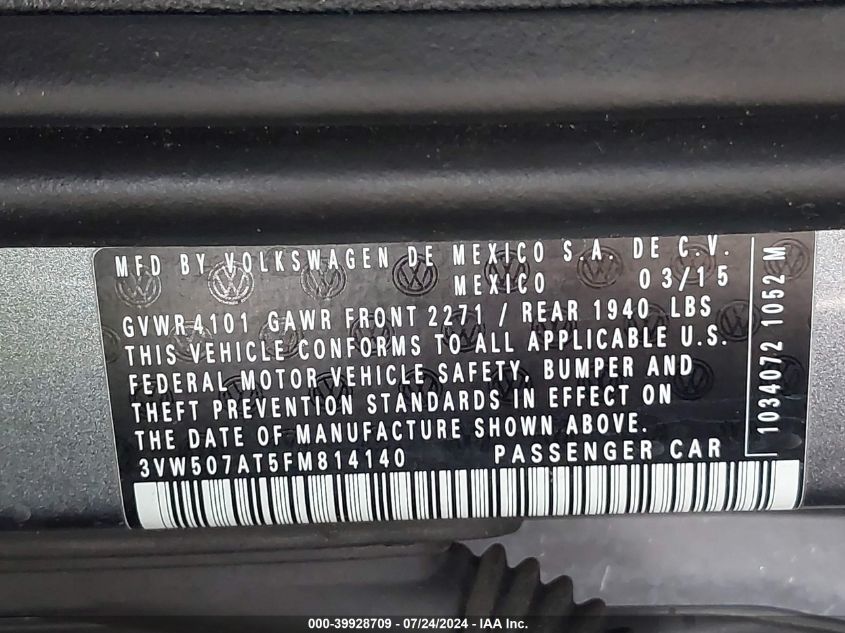 MFD BY VOLKSWAGEN DE MEXICO S.A. DE C.V.
MEXICO 03/15
GVWR4101 GAWR FRONT 2271 / REAR 1940 LBS
THIS VEHICLE CONFORMS TO ALL APPLICABLE U.S.
FEDERAL MOTOR VEHICLE SAFETY, BUMPER AND
THEFT PREVENTION STANDARDS IN EFFECT ON
THE DATE OF MANUFACTURE SHOWN ABOVE.
3VW507AT5FM814140 PASSENGER CAR
1034072 1052 M
000-39928709 - 07/24/2024 - IAA Inc.